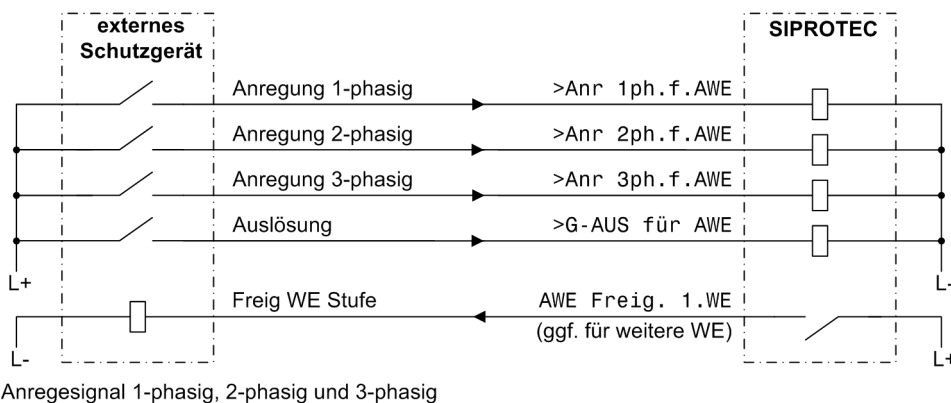 externes
Schutzgerät
SIPROTEC
Anregung 1-phasig >Anr 1ph.f.AWE
Anregung 2-phasig >Anr 2ph.f.AWE
Anregung 3-phasig >Anr 3ph.f.AWE
Auslösung >G-AUS für AWE
L+ L-
Freig WE Stufe AWE Freig. 1.WE
(ggf. für weitere WE)
L- L+
Anregesignal 1-phasig, 2-phasig und 3-phasig